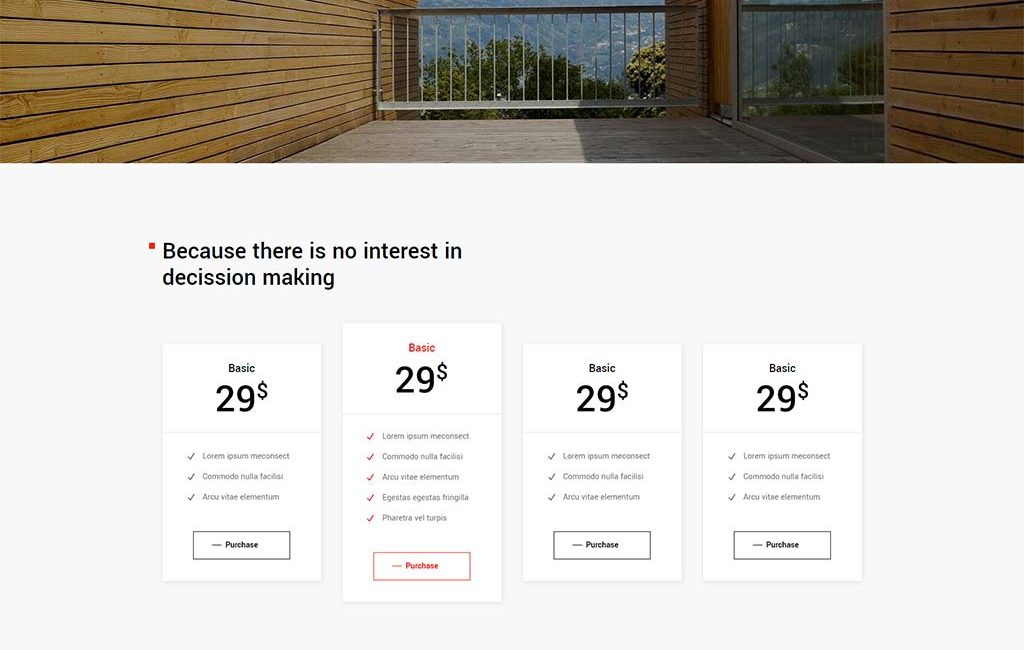 Because there is no interest in
decission making
Basic
29$
Lorem ipsum meconsect
Commodo nulla facilisi
Arcu vitae elementum
Purchase
Basic
29$
Lorem ipsum meconsect
Commodo nulla facilisi
Arcu vitae elementum
Egestas egestas fringilla
Pharetra vel turpis
Purchase
Basic
29$
Lorem ipsum meconsect
Commodo nulla facilisi
Arcu vitae elementum
Purchase
Basic
29$
Lorem ipsum meconsect
Commodo nulla facilisi
Arcu vitae elementum
Purchase